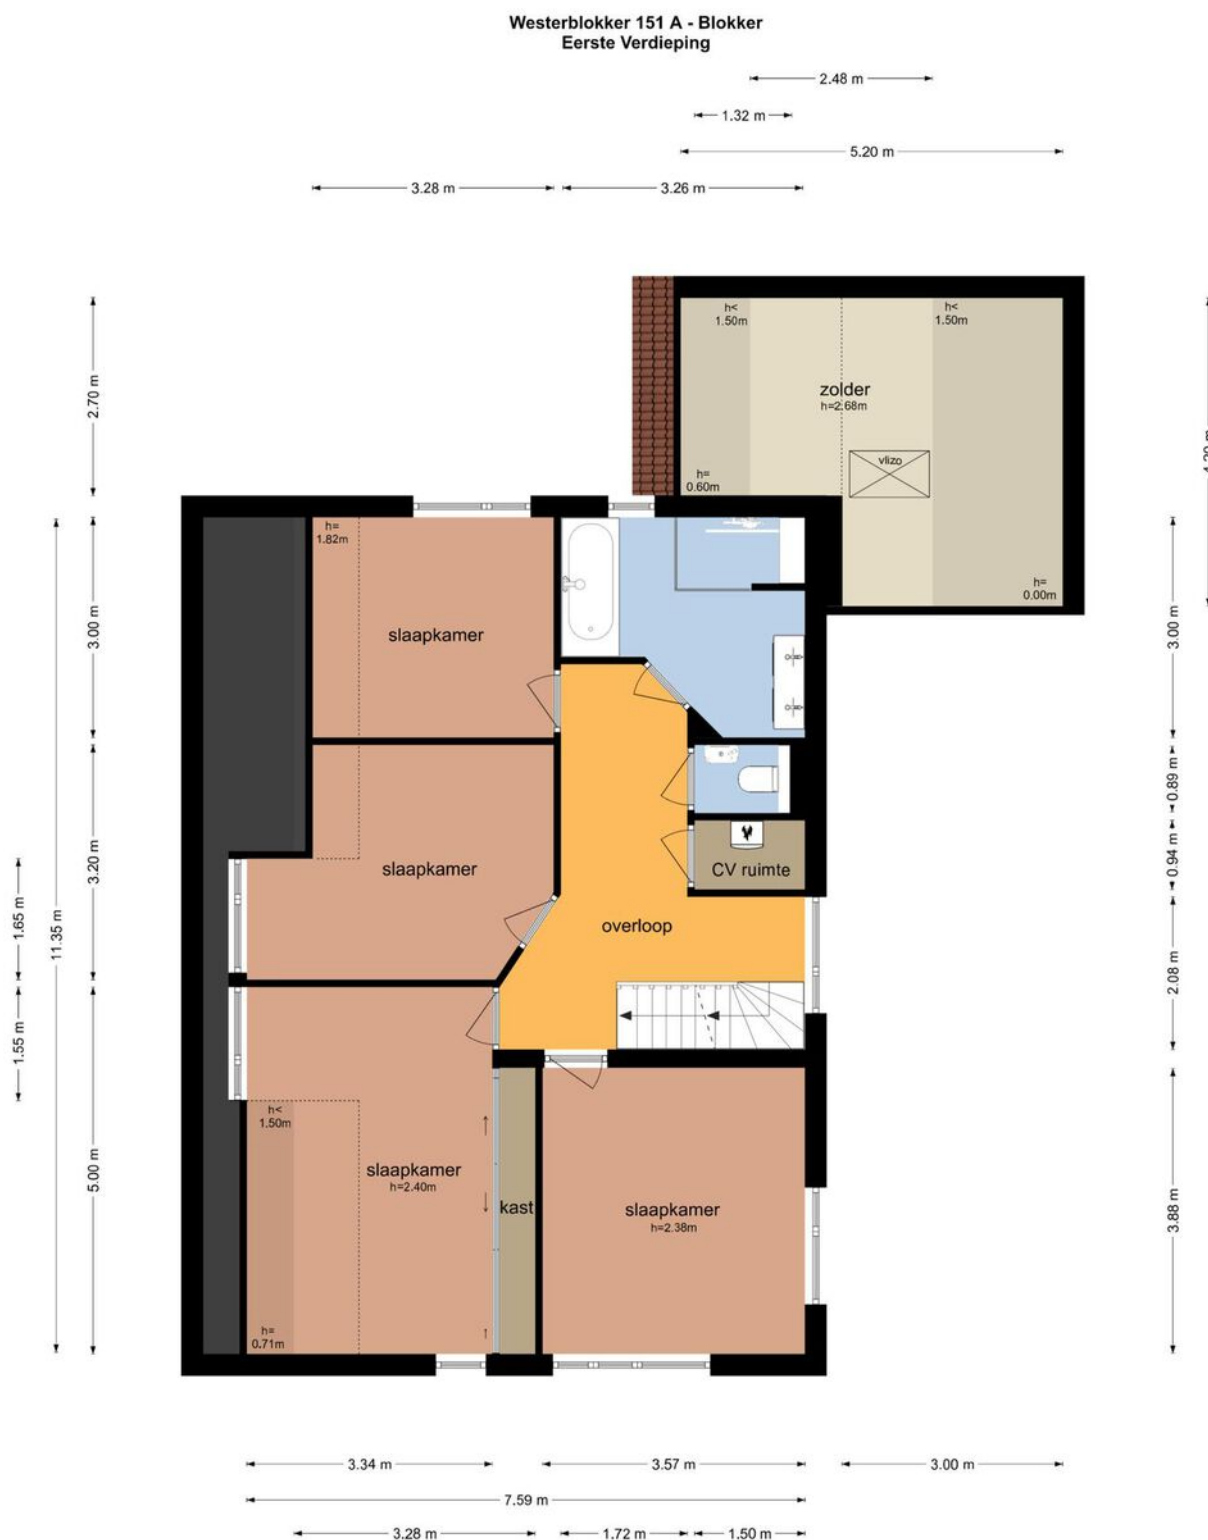 Westerblokker 151 A - Blokker
Eerste Verdieping
2.48 m
1.32 m
5.20 m
3.28 m
3.26 m
h<
1.50m
h<
1.50m
zolder
h=2.68m
vlizo
h=
0.60m
h=
0.00m
2.70 m
4.20 m
h=
1.82m
slaapkamer
3.00 m
3.00 m
slaapkamer
3.20 m
0.89 m
0.94 m
CV ruimte
overloop
1.65 m
11.35 m
2.08 m
1.55 m
h<
1.50m
slaapkamer
h=2.40m
kast
slaapkamer
h=2.38m
5.00 m
3.88 m
h=
0.71m
3.34 m
3.57 m
3.00 m
7.59 m
3.28 m
1.72 m
1.50 m